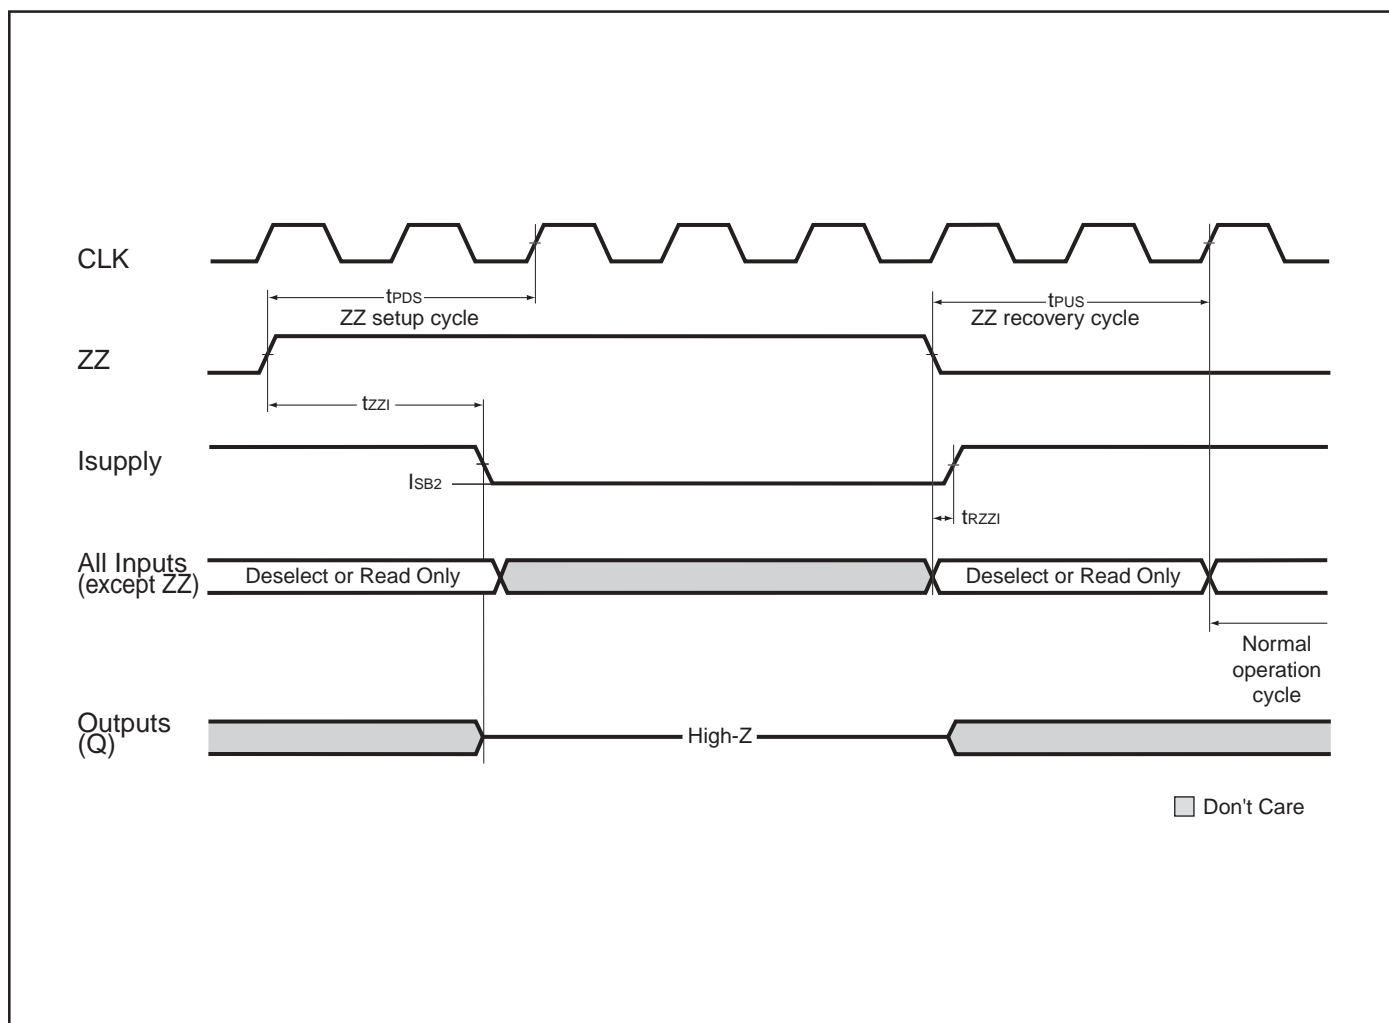 CLK
tPDS
ZZ setup cycle
tPUS
ZZ recovery cycle
ZZ
tZZI
Isupply
ISB2
tRZZI
All Inputs
(except ZZ)
Deselect or Read Only
Deselect or Read Only
Normal
operation
cycle
Outputs
(Q)
High-Z
Don't Care